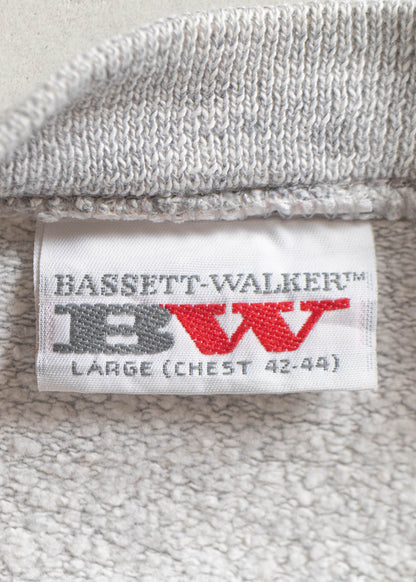 BASSETT-WALKER™
BW
LARGE (CHEST 42-44)